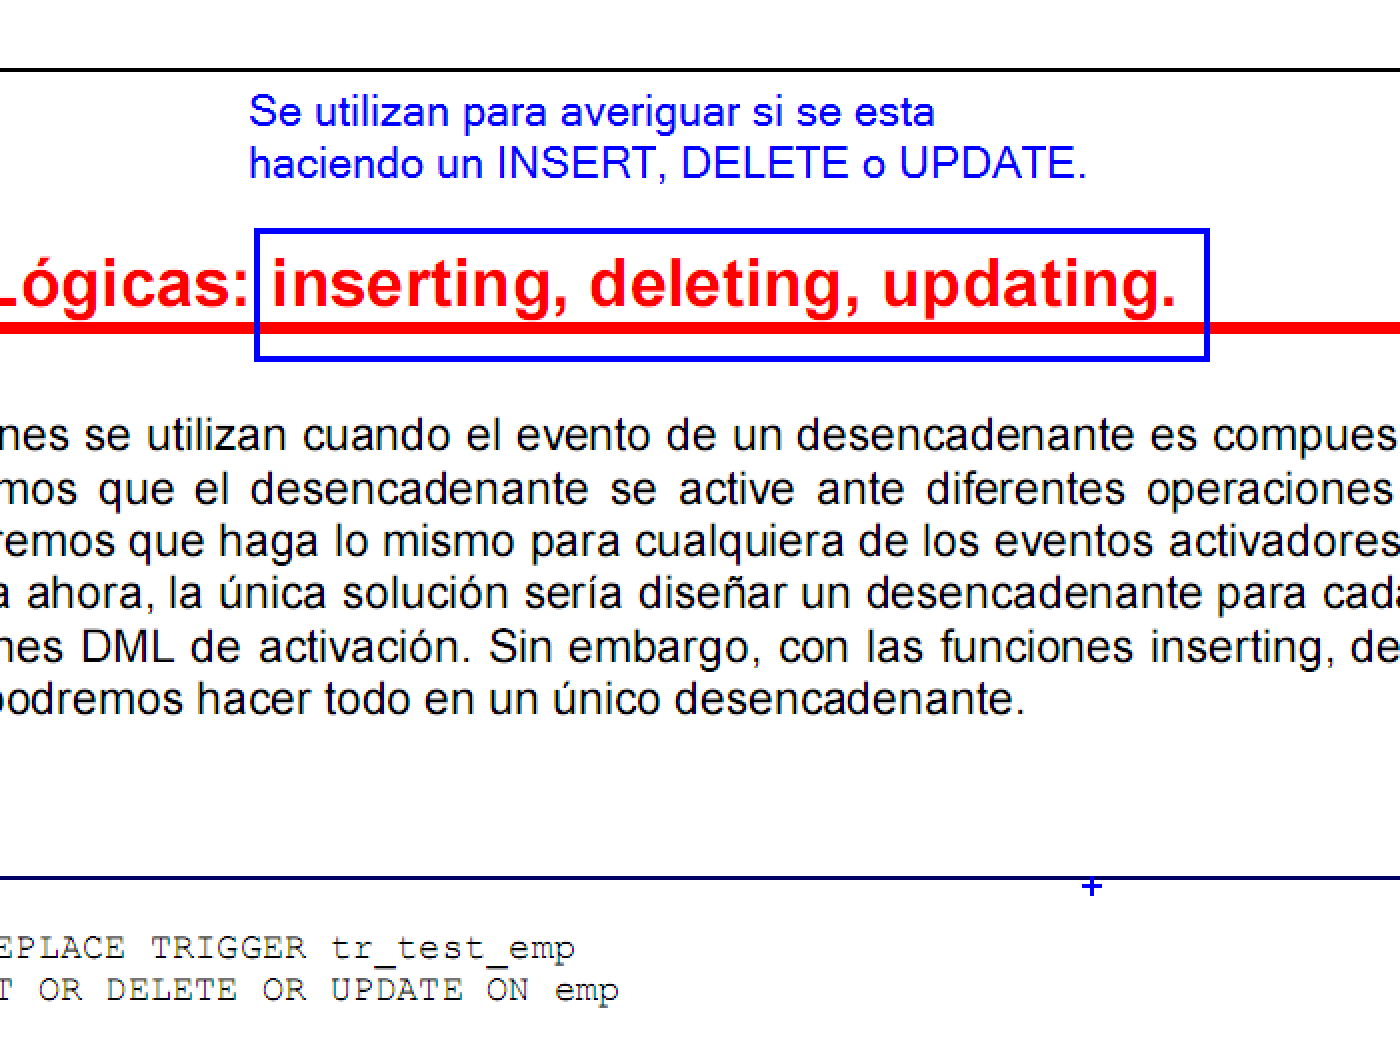 Se utilizan para averiguar si se esta
haciendo un INSERT, DELETE o UPDATE.
Lógicas: inserting, deleting, updating.
nes se utilizan cuando el evento de un desencadenante es compues
mos que el desencadenante se active ante diferentes operaciones
remos que haga lo mismo para cualquiera de los eventos activadores
a ahora, la única solución sería diseñar un desencadenante para cada
nes DML de activación. Sin embargo, con las funciones inserting, de
podremos hacer todo en un único desencadenante.
EPLACE TRIGGER tr_test_emp
T OR DELETE OR UPDATE ON emp